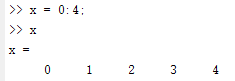 >> x = 0:4;
>> x
x =
0 1 2 3 4